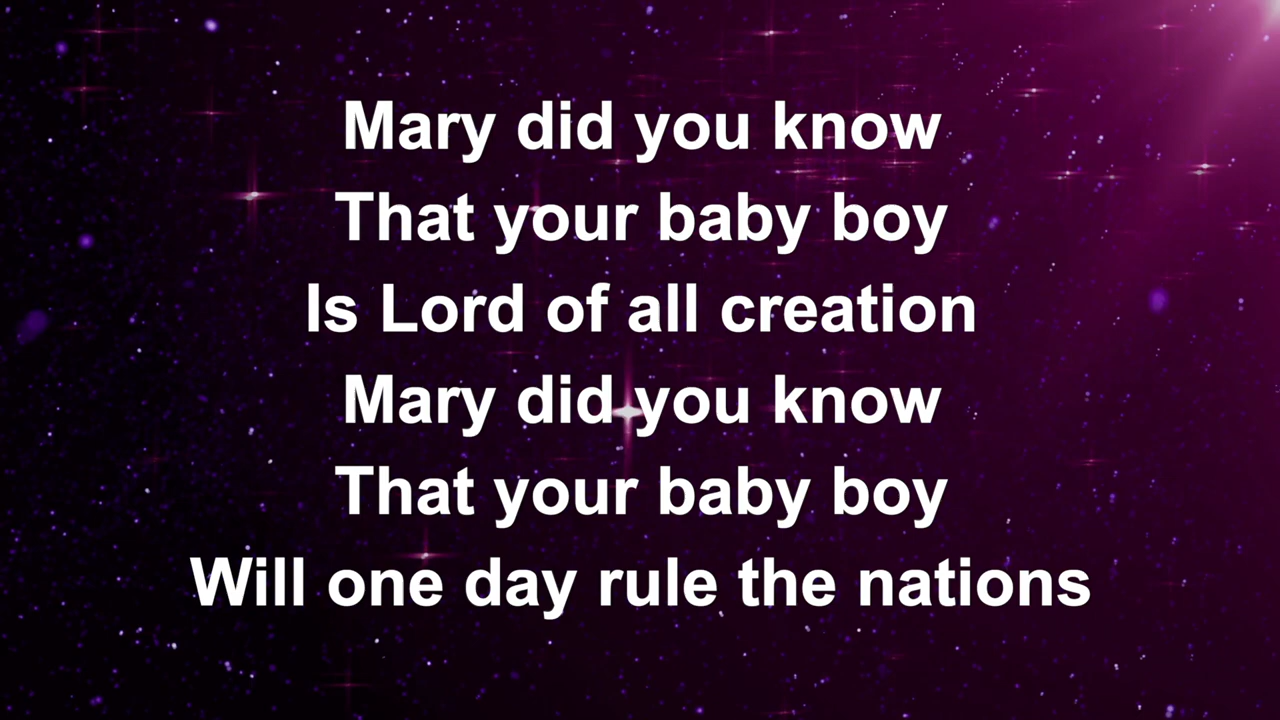 Mary did you know
That your baby boy
Is Lord of all creation
Mary did you know
That your baby boy
Will one day rule the nations